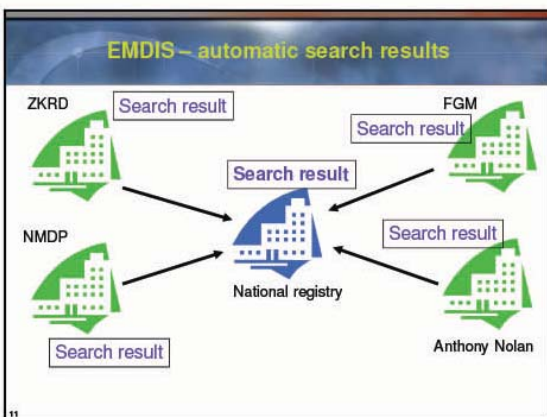 EMDIS – automatic search results
ZKRD
Search result
FGM
Search result
Search result
NMDP
Search result
National registry
Search result
Anthony Nolan
11